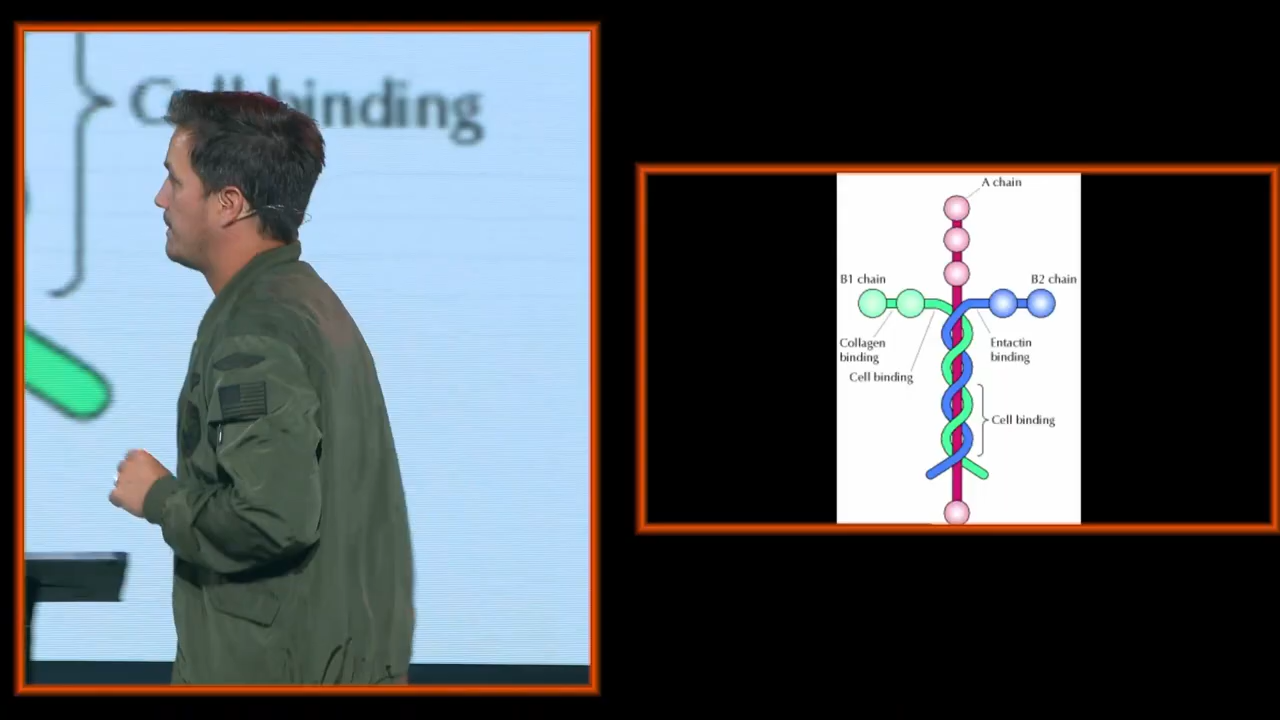 Cell binding
A chain
B1 chain
B2 chain
Collagen
binding
Entactin
binding
Cell binding
Cell binding